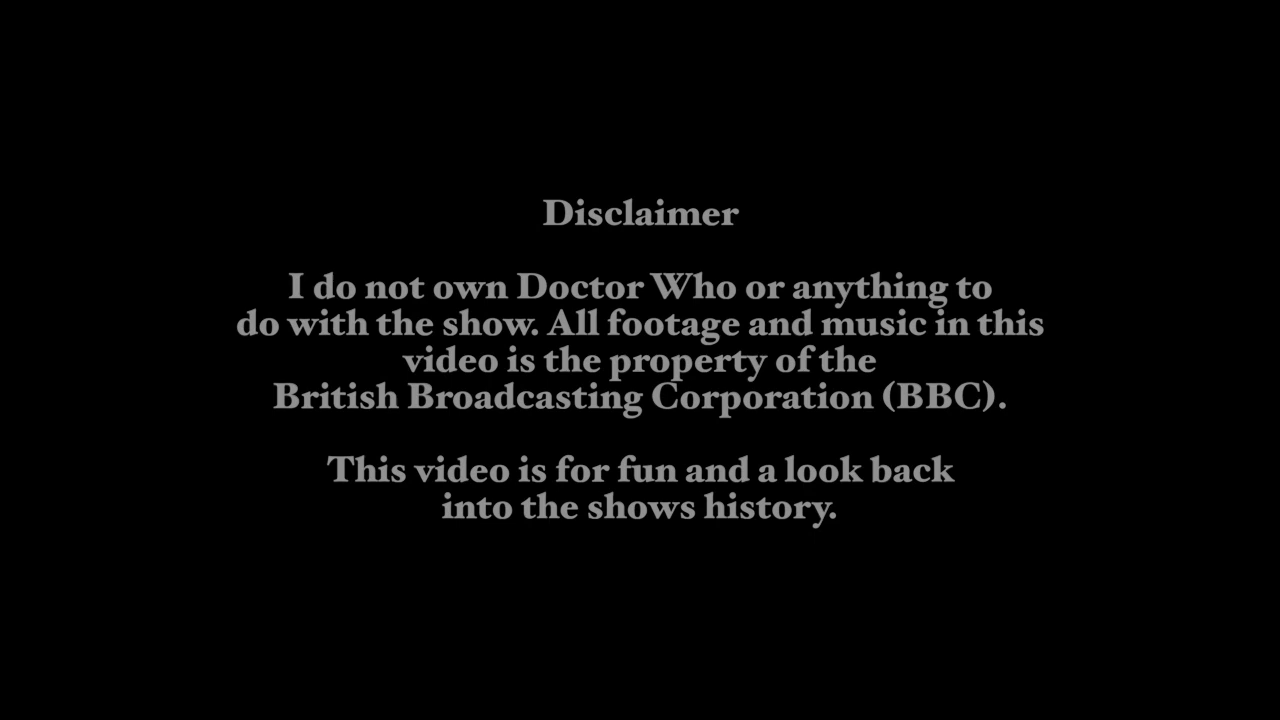 Disclaimer
I do not own Doctor Who or anything to
do with the show. All footage and music in this
video is the property of the
British Broadcasting Corporation (BBC).
This video is for fun and a look back
into the shows history.